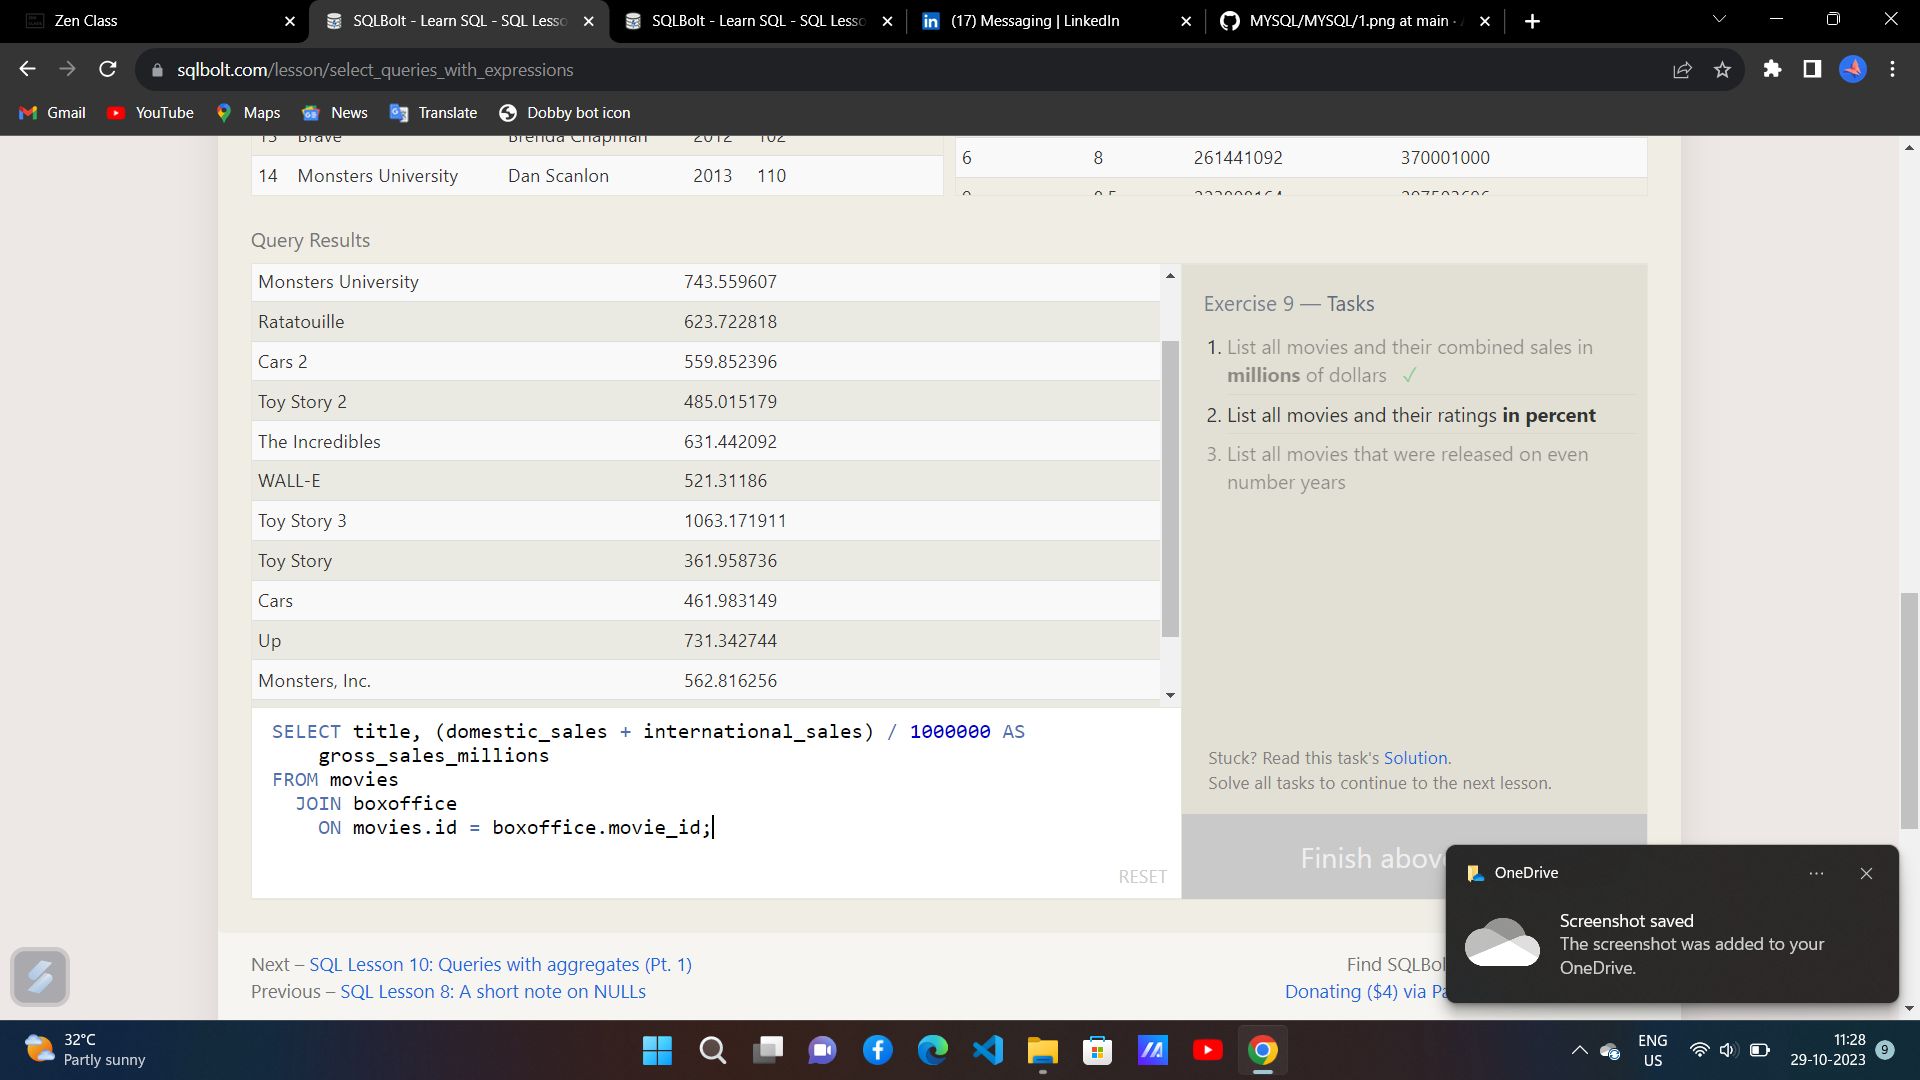 Zen Class
SQLBolt - Learn SQL - SQL Lesso
SQLBolt - Learn SQL - SQL Lesso
(17) Messaging | LinkedIn
MYSQL/MYSQL/1.png at main ·
sqlbolt.com/lesson/select_queries_with_expressions
Gmail
YouTube
Maps
News
Translate
Dobby bot icon
13 Brave Brenda Chapman 2012 102
14 Monsters University Dan Scanlon 2013 110
6 8 261441092 370001000
Query Results
Monsters University 743.559607
Ratatouille 623.722818
Cars 2 559.852396
Toy Story 2 485.015179
The Incredibles 631.442092
WALL-E 521.31186
Toy Story 3 1063.171911
Toy Story 361.958736
Cars 461.983149
Up 731.342744
Monsters, Inc. 562.816256
SELECT title, (domestic_sales + international_sales) / 1000000 AS
gross_sales_millions
FROM movies
JOIN boxoffice
ON movies.id = boxoffice.movie_id;
RESET
Exercise 9 — Tasks
1. List all movies and their combined sales in
millions of dollars ✓
2. List all movies and their ratings in percent
3. List all movies that were released on even
number years
Stuck? Read this task's Solution.
Solve all tasks to continue to the next lesson.
Finish above
OneDrive
Screenshot saved
The screenshot was added to your
OneDrive.
Next – SQL Lesson 10: Queries with aggregates (Pt. 1)
Previous – SQL Lesson 8: A short note on NULLs
Find SQLBol
Donating ($4) via Pa
32°C
Partly sunny
ENG
US
11:28
29-10-2023
9